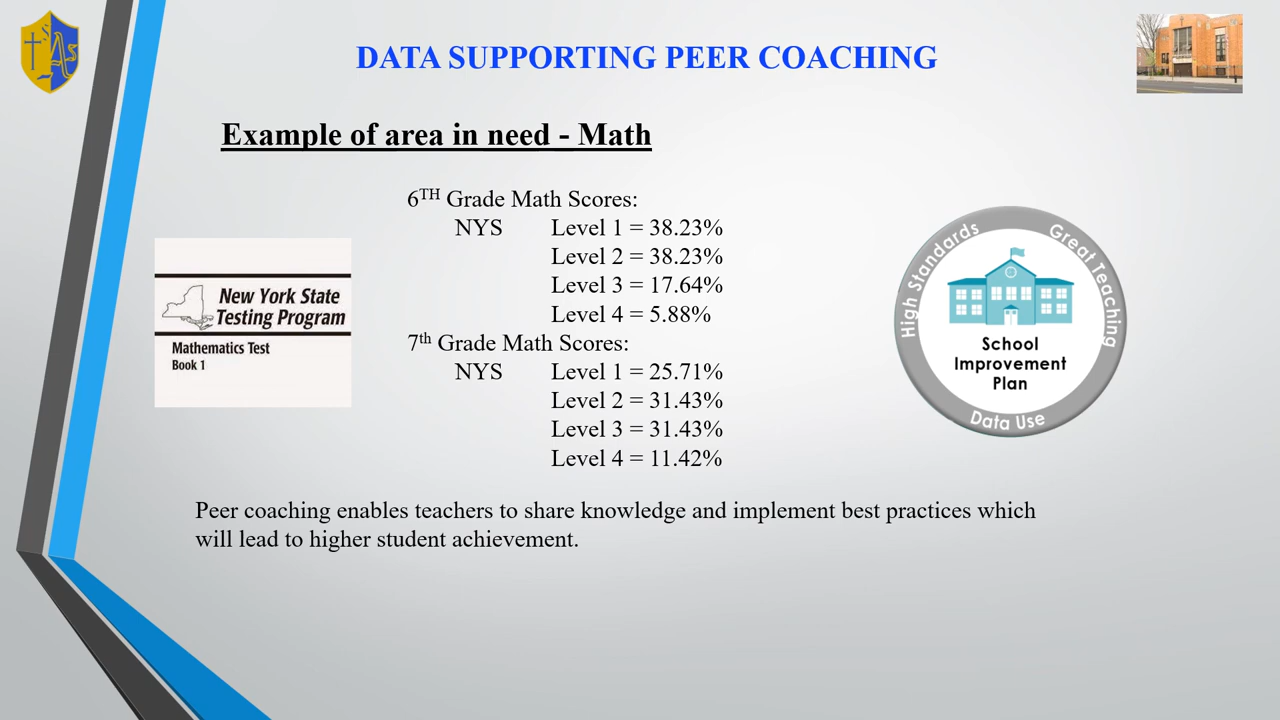 DATA SUPPORTING PEER COACHING
Example of area in need - Math
6TH Grade Math Scores:
NYS Level 1 = 38.23%
Level 2 = 38.23%
Level 3 = 17.64%
Level 4 = 5.88%
7th Grade Math Scores:
NYS Level 1 = 25.71%
Level 2 = 31.43%
Level 3 = 31.43%
Level 4 = 11.42%
New York State
Testing Program
Mathematics Test
Book 1
High Standards
Great Teaching
School
Improvement
Plan
Data Use
Peer coaching enables teachers to share knowledge and implement best practices which
will lead to higher student achievement.